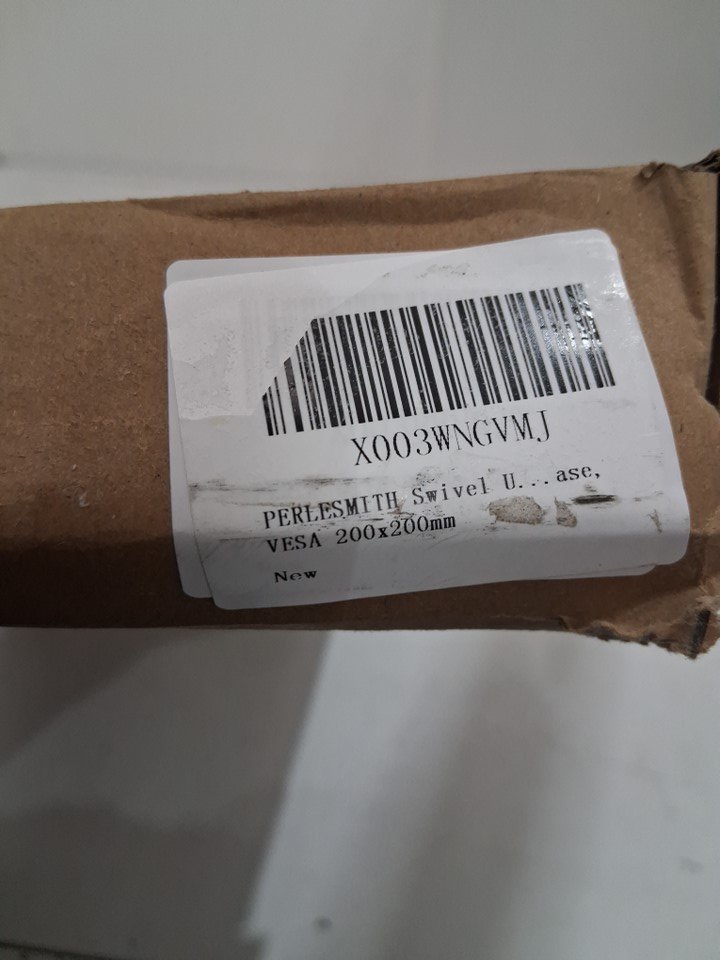 X003WNGVMJ
PERLESMITH Swivel U...ase,
VESA 200x200mm
New